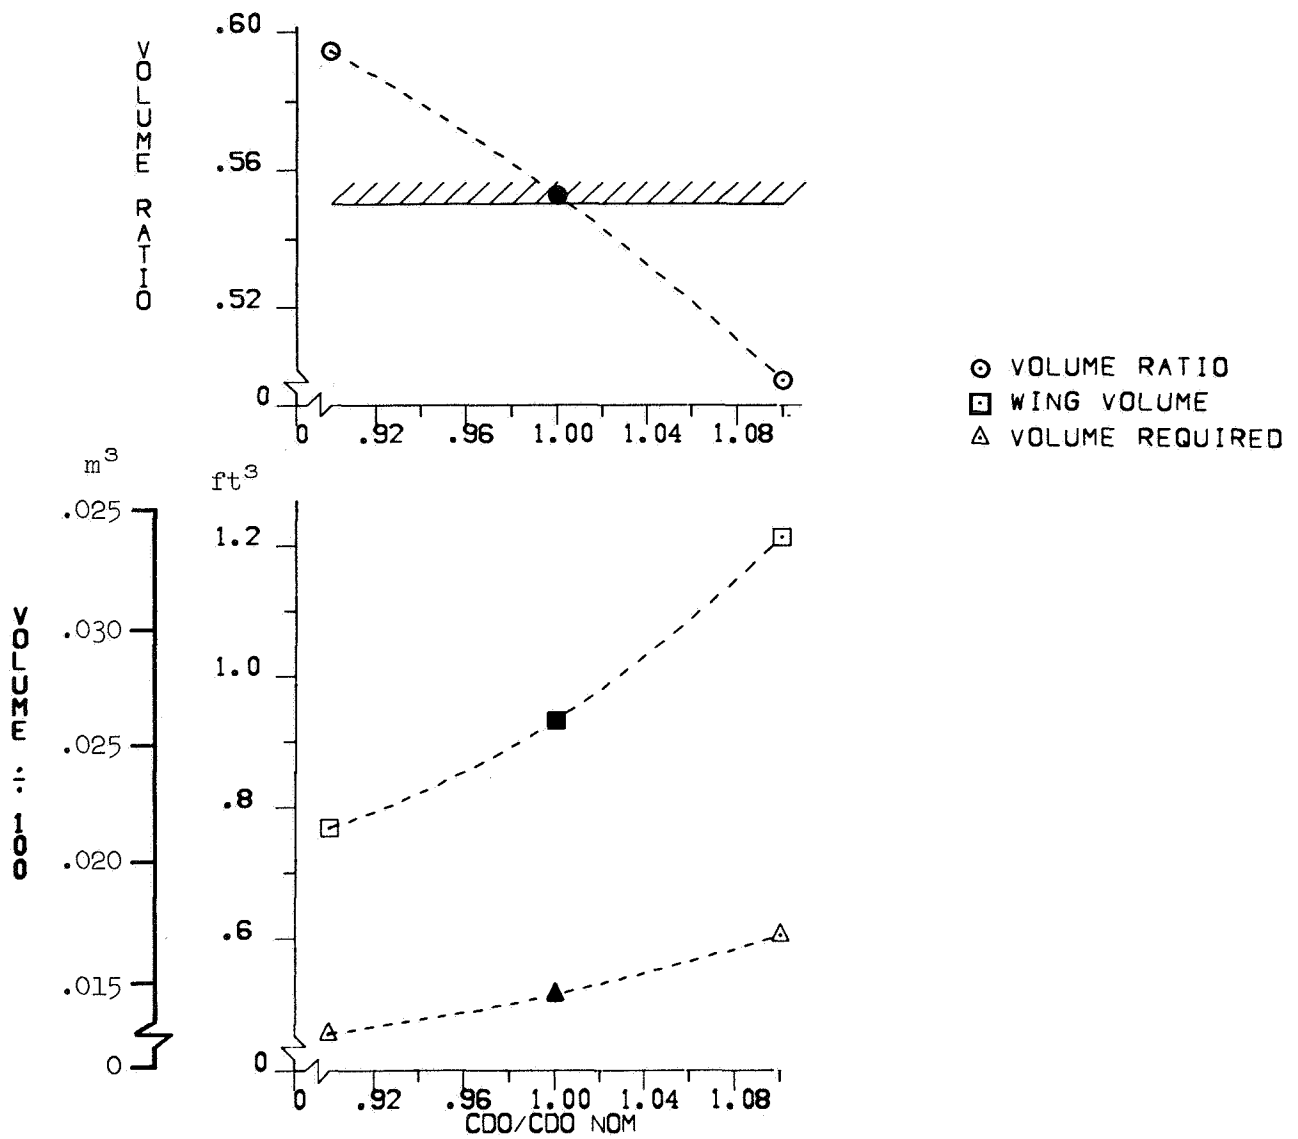 VOLUME RATIO
.60
.56
.52
0
0 .92 .96 1.00 1.04 1.08
VOLUME RATIO
WING VOLUME
VOLUME REQUIRED
m³
ft³
VOLUME ÷ 100
.025
.030
.025
.020
.015
0
1.2
1.0
.8
.6
0
0 .92 .96 1.00 1.04 1.08
CDO/CDO NOM